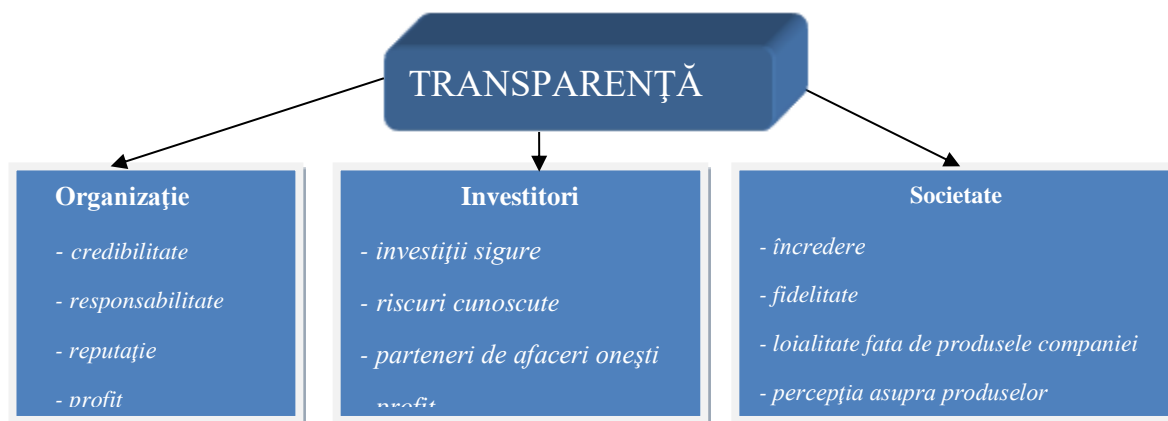 TRANSPARENŢĂ
Organizaţie
- credibilitate
- responsabilitate
- reputaţie
- profit
Investitori
- investiţii sigure
- riscuri cunoscute
- parteneri de afaceri oneşti
- profit
Societate
- încredere
- fidelitate
- loialitate fata de produsele companiei
- percepţia asupra produselor